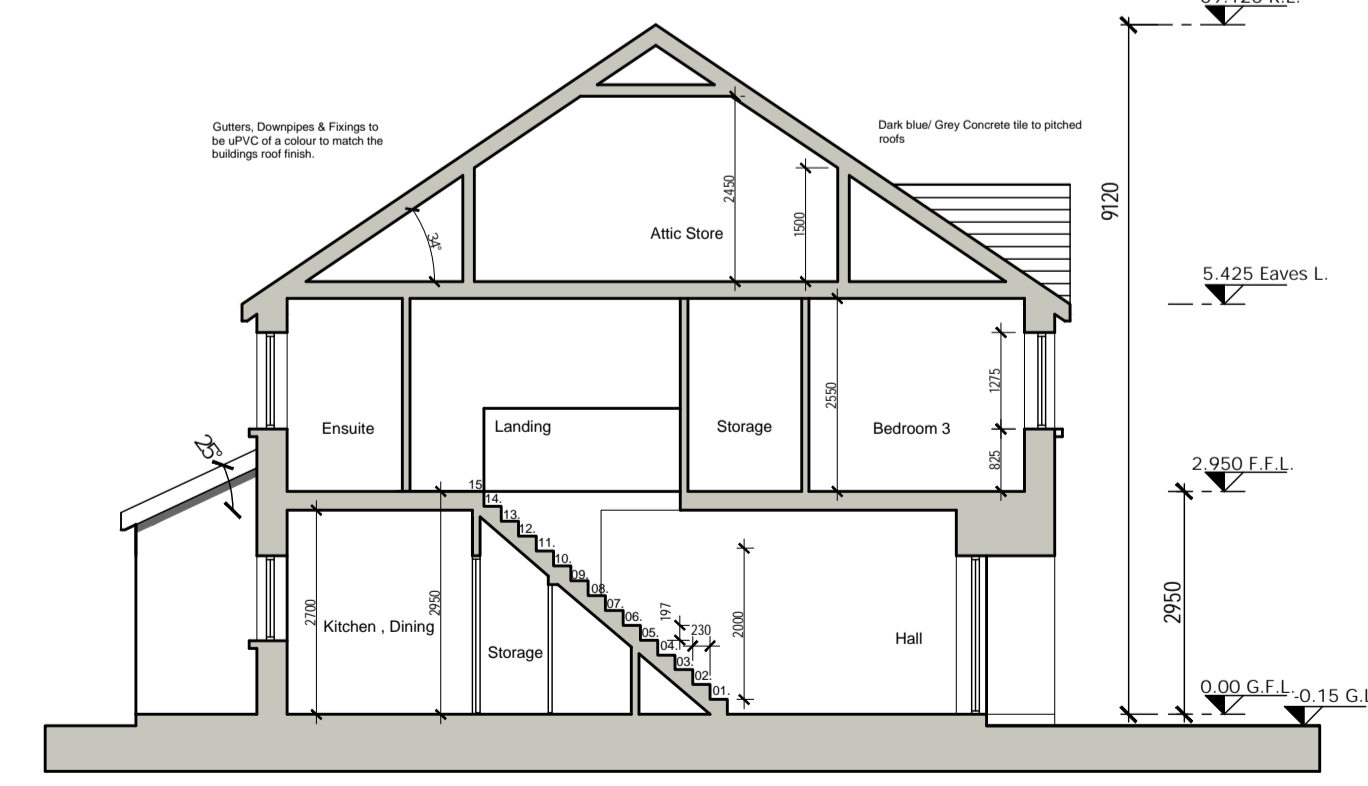 Gutters, Downpipes & Fixings to
be uPVC of a colour to match the
buildings roof finish.
Dark blue/ Grey Concrete tile to pitched
roofs
9120
2450
1500
Attic Store
34°
5.425 Eaves L.
2550
1275
825
Ensuite
Landing
Storage
Bedroom 3
25°
2.950 F.F.L.
15.
14.
13.
12.
11.
10.
09.
08.
07.
06.
05.
04.
03.
02.
01.
2700
2950
197
230
2000
2950
Kitchen , Dining
Storage
Hall
0.00 G.F.L.
-0.15 G.L